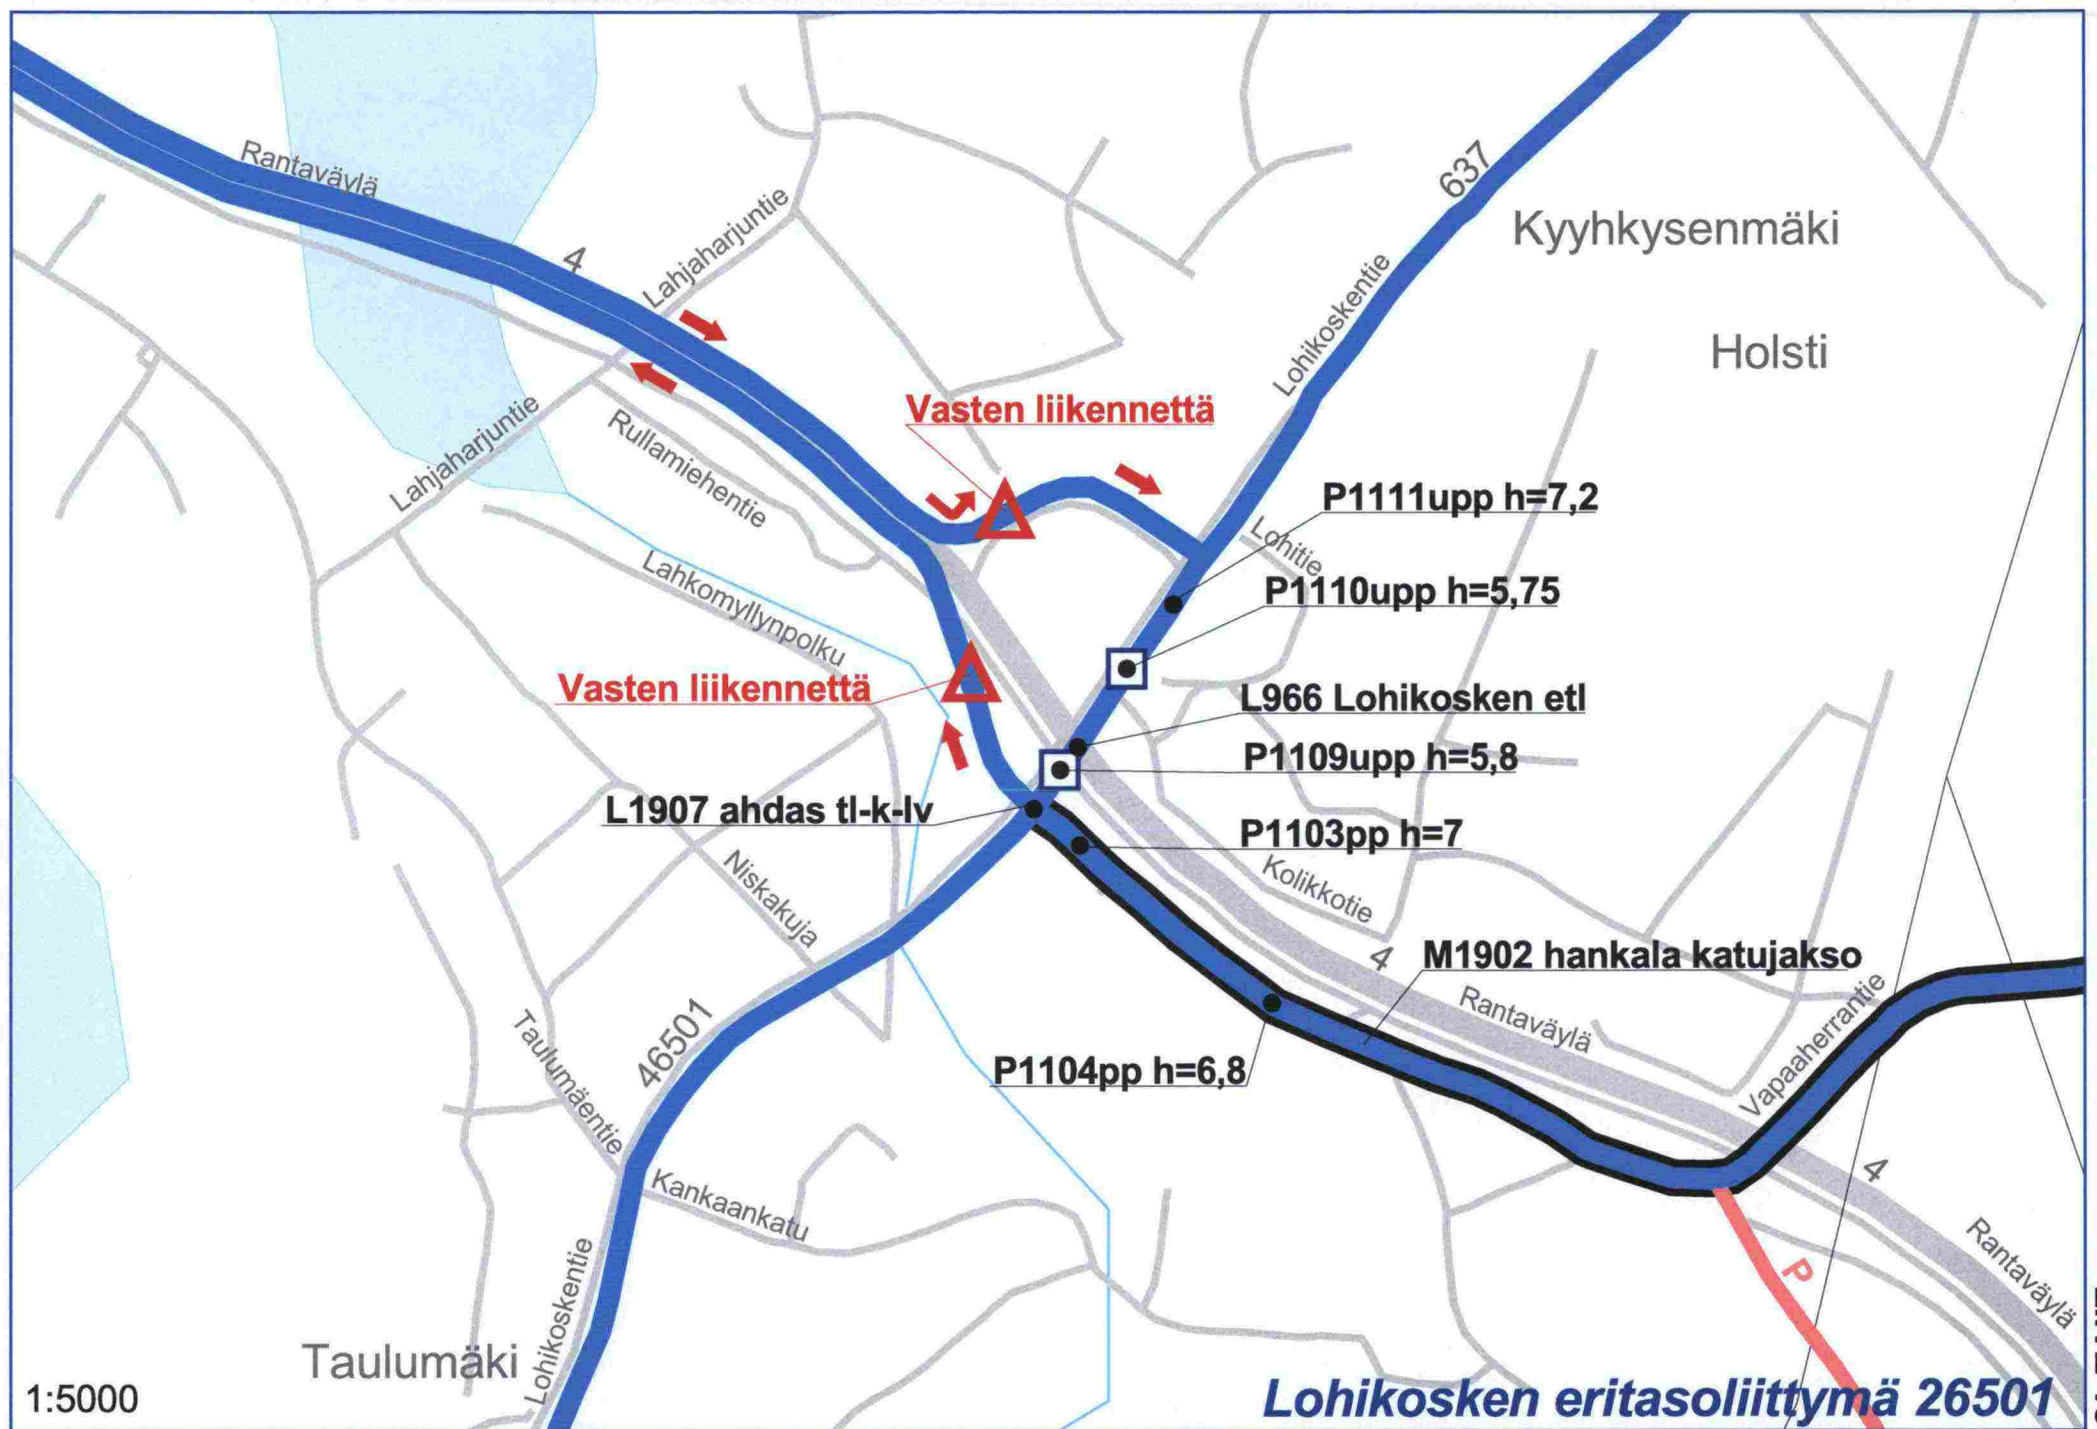 Rantaväylä
4
Lahjaharjuntie
637
Kyyhkysenmäki
Lohikoskentie
Holsti
Vasten liikennettä
Lahjaharjuntie
Rullamiehentie
P1111upp h=7,2
Lohitie
Lahkomyllynpolku
P1110upp h=5,75
Vasten liikennettä
L966 Lohikosken etl
P1109upp h=5,8
L1907 ahdas tl-k-lv
P1103pp h=7
Niskakuja
Kolikkotie
4
M1902 hankala katujakso
Rantaväylä
Vapaaherrantie
46501
Taulumäentie
P1104pp h=6,8
4
Kankaankatu
Rantaväylä
P
Lohikoskentie
Taulumäki
1:5000
Lohikosken eritasoliittymä 26501